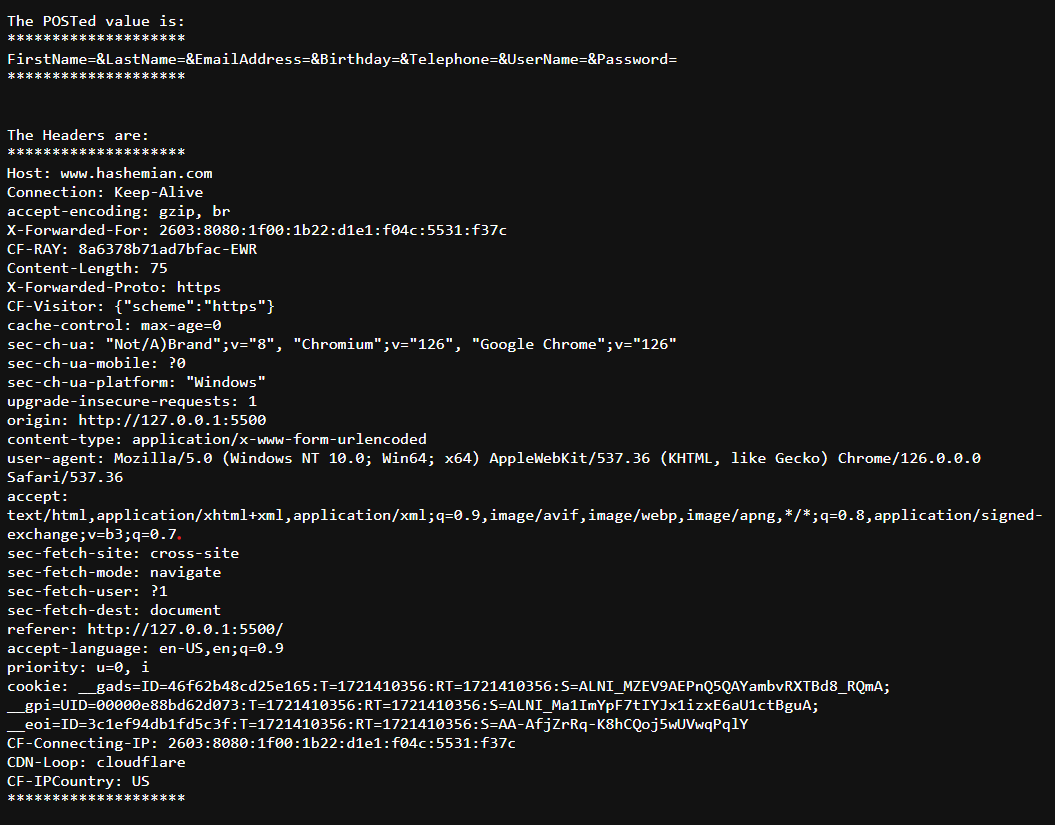 The POSTed value is:
********************
FirstName=&LastName=&EmailAddress=&Birthday=&Telephone=&UserName=&Password=
********************
The Headers are:
********************
Host: www.hashemian.com
Connection: Keep-Alive
accept-encoding: gzip, br
X-Forwarded-For: 2603:8080:1f00:1b22:d1e1:f04c:5531:f37c
CF-RAY: 8a6378b71ad7bfac-EWR
Content-Length: 75
X-Forwarded-Proto: https
CF-Visitor: {"scheme":"https"}
cache-control: max-age=0
sec-ch-ua: "Not/A)Brand";v="8", "Chromium";v="126", "Google Chrome";v="126"
sec-ch-ua-mobile: ?0
sec-ch-ua-platform: "Windows"
upgrade-insecure-requests: 1
origin: http://127.0.0.1:5500
content-type: application/x-www-form-urlencoded
user-agent: Mozilla/5.0 (Windows NT 10.0; Win64; x64) AppleWebKit/537.36 (KHTML, like Gecko) Chrome/126.0.0.0
Safari/537.36
accept:
text/html,application/xhtml+xml,application/xml;q=0.9,image/avif,image/webp,image/apng,*/*;q=0.8,application/signed-
exchange;v=b3;q=0.7
sec-fetch-site: cross-site
sec-fetch-mode: navigate
sec-fetch-user: ?1
sec-fetch-dest: document
referer: http://127.0.0.1:5500/
accept-language: en-US,en;q=0.9
priority: u=0, i
cookie: __gads=ID=46f62b48cd25e165:T=1721410356:RT=1721410356:S=ALNI_MZEV9AEPnQ5QAYambvRXTBd8_RQmA;
__gpi=UID=00000e88bd62d073:T=1721410356:RT=1721410356:S=ALNI_Ma1ImYpF7tIYJx1izxE6aU1ctBguA;
__eoi=ID=3c1ef94db1fd5c3f:T=1721410356:RT=1721410356:S=AA-AfjZrRq-K8hCQoj5wUVwqPqlY
CF-Connecting-IP: 2603:8080:1f00:1b22:d1e1:f04c:5531:f37c
CDN-Loop: cloudflare
CF-IPCountry: US
********************